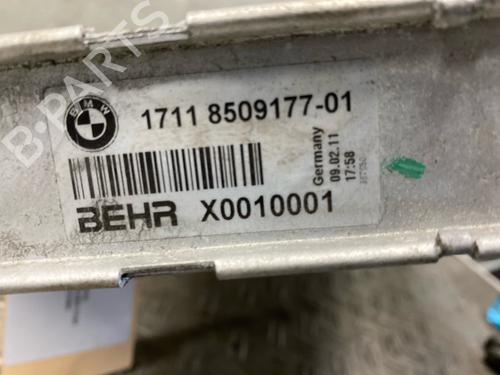 B-PARTS
BMW
1711 8509177-01
BEHR X0010001
Germany
09.02.11
17:58